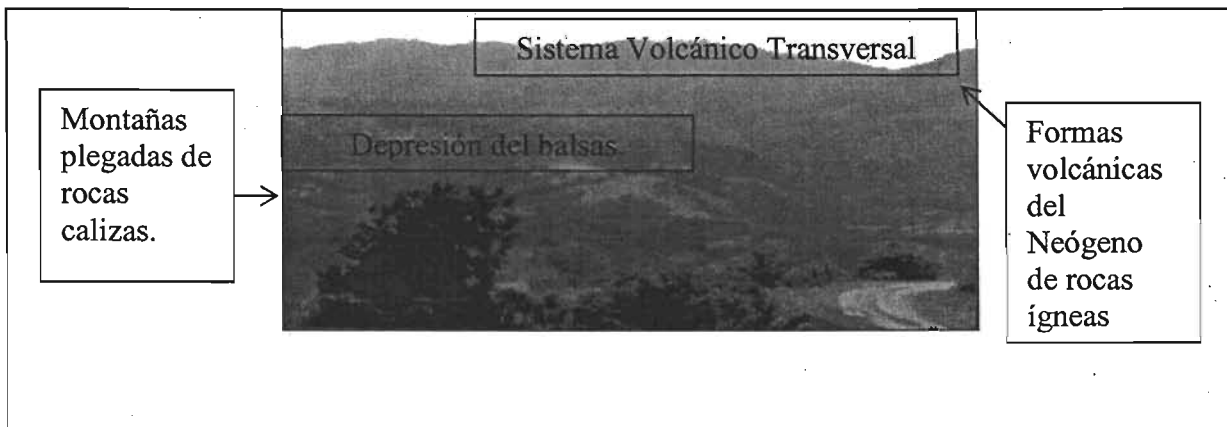 Sistema Volcánico Transversal
Montañas
plegadas de
rocas
calizas.
Depresión del balsas
Formas
volcánicas
del
Neógeno
de rocas
ígneas